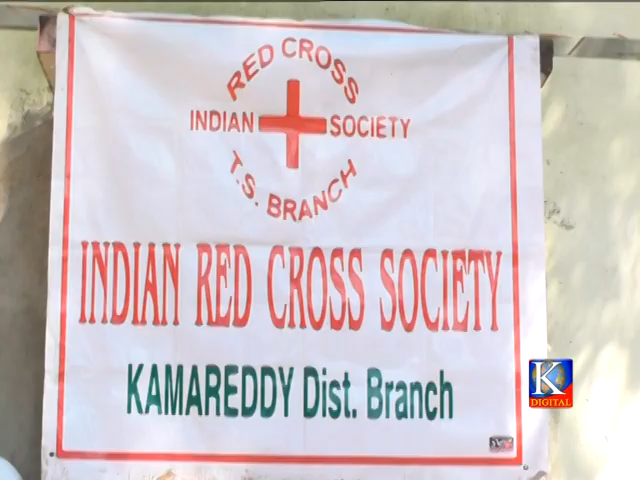 RED CROSS
INDIAN SOCIETY
T.S. BRANCH
INDIAN RED CROSS SOCIETY
KAMAREDDY Dist. Branch
K
DIGITAL